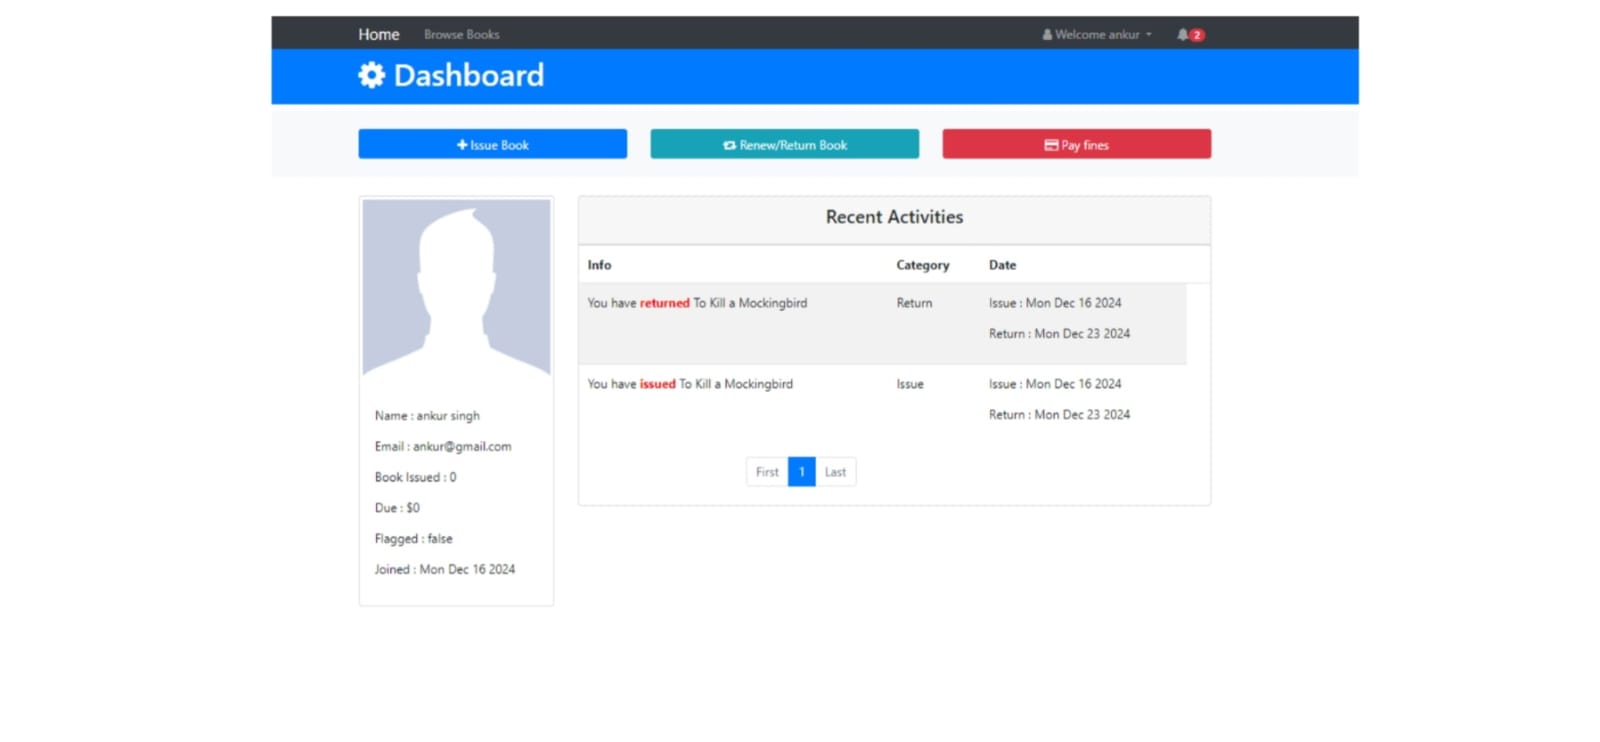 Home Browse Books Welcome ankur 2
Dashboard
Issue Book Renew/Return Book Pay fines
Name : ankur singh
Email : ankur@gmail.com
Book Issued : 0
Due : $0
Flagged : false
Joined : Mon Dec 16 2024
Recent Activities
Info Category Date
You have returned To Kill a Mockingbird Return Issue : Mon Dec 16 2024
Return : Mon Dec 23 2024
You have issued To Kill a Mockingbird Issue Issue : Mon Dec 16 2024
Return : Mon Dec 23 2024
First 1 Last